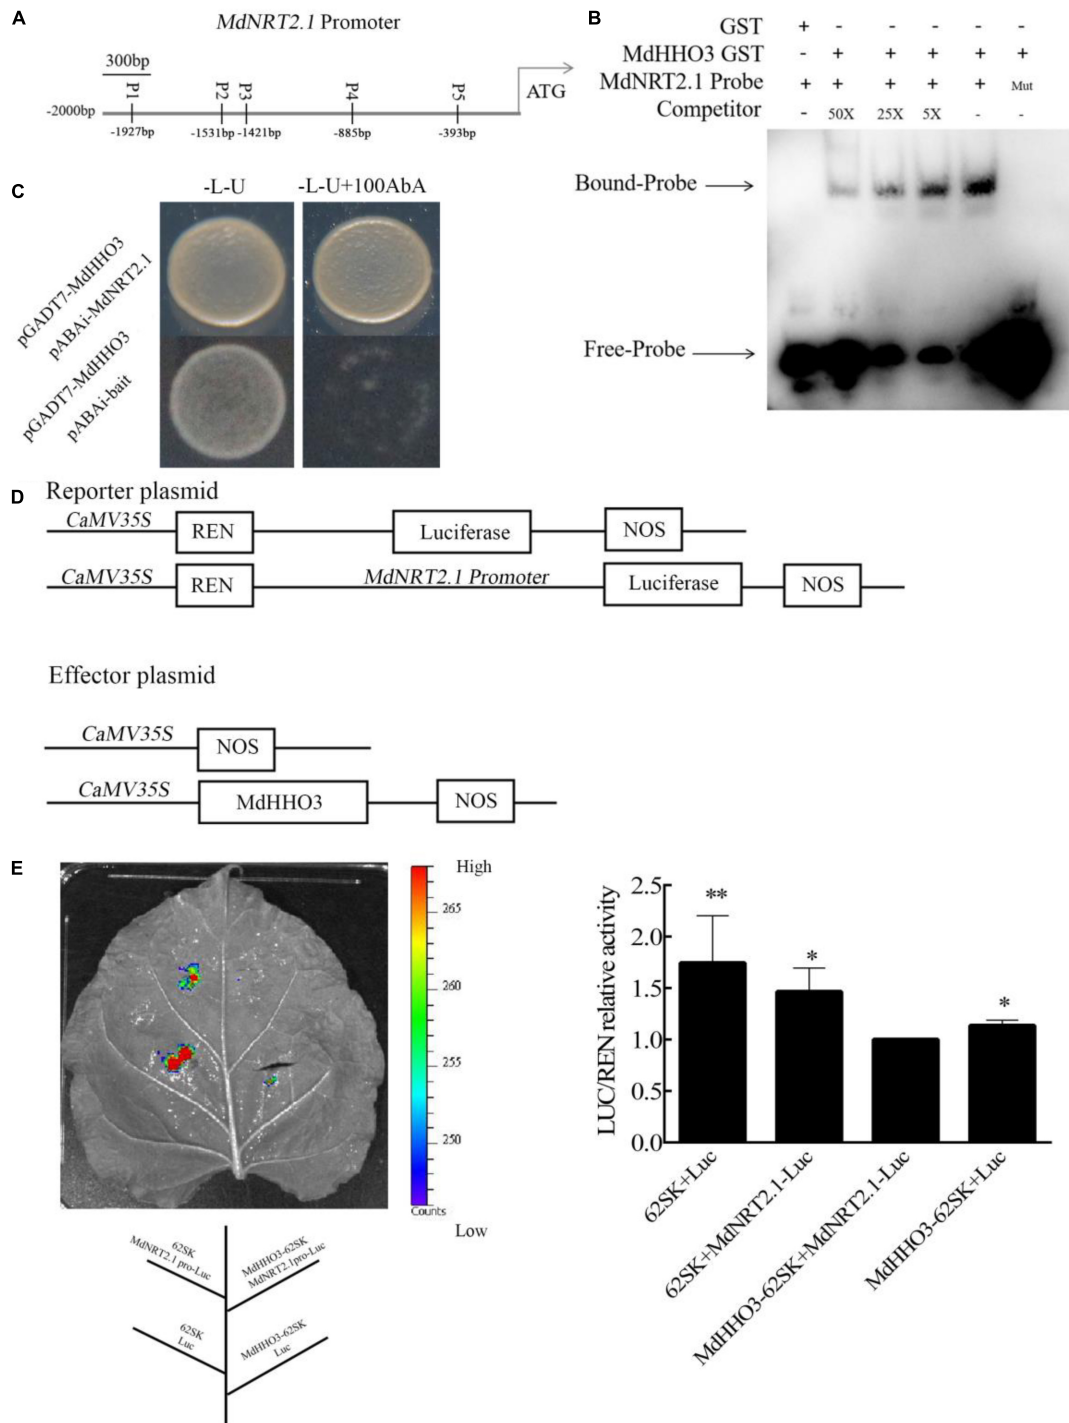 A
MdNRT2.1 Promoter
300bp
P1 P2 P3 P4 P5
-2000bp
ATG
-1927bp -1531bp -1421bp -885bp -393bp
B
GST + 
MdHHO3 GST - + + + + +
MdNRT2.1 Probe + + + + + Mut
Competitor - 50X 25X 5X - -
Bound-Probe
Free-Probe
C
-L-U -L-U+100AbA
pGADT7-MdHHO3
pABAi-MdNRT2.1
pGADT7-MdHHO3
pABAi-bait
D
Reporter plasmid
CaMV35S REN Luciferase NOS
CaMV35S REN MdNRT2.1 Promoter Luciferase NOS
Effector plasmid
CaMV35S NOS
CaMV35S MdHHO3 NOS
E
High
265
260
255
250
Counts
Low
62SK
MdNRT2.1 pro-Luc
MdHHO3-62SK
MdNRT2.1pro-Luc
62SK
Luc
MdHHO3-62SK
Luc
LUC/REN relative activity
2.5
2.0
1.5
1.0
0.5
0.0
**
*
*
62SK+Luc
62SK+MdNRT2.1-Luc
MdHHO3-62SK+MdNRT2.1-Luc
MdHHO3-62SK+Luc